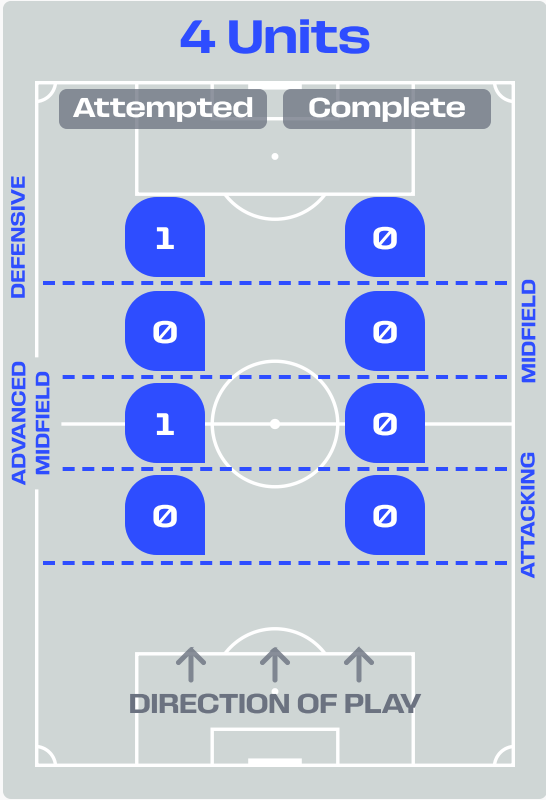 4 Units
Attempted
Complete
DEFENSIVE
1
0
MIDFIELD
0
0
ADVANCED
MIDFIELD
1
0
ATTACKING
0
0
DIRECTION OF PLAY